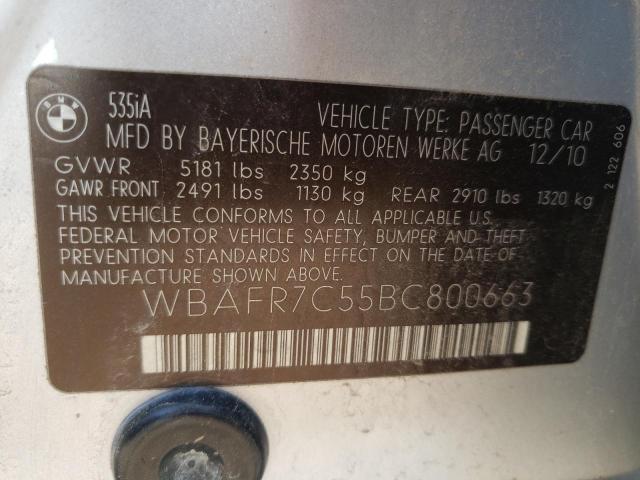 BMW
535iA VEHICLE TYPE: PASSENGER CAR
MFD BY BAYERISCHE MOTOREN WERKE AG 12/10
GVWR 5181 lbs 2350 kg
GAWR FRONT 2491 lbs 1130 kg REAR 2910 lbs 1320 kg
THIS VEHICLE CONFORMS TO ALL APPLICABLE U.S.
FEDERAL MOTOR VEHICLE SAFETY, BUMPER AND THEFT
PREVENTION STANDARDS IN EFFECT ON THE DATE OF
MANUFACTURE SHOWN ABOVE.
WBAFR7C55BC800663
2 122 606